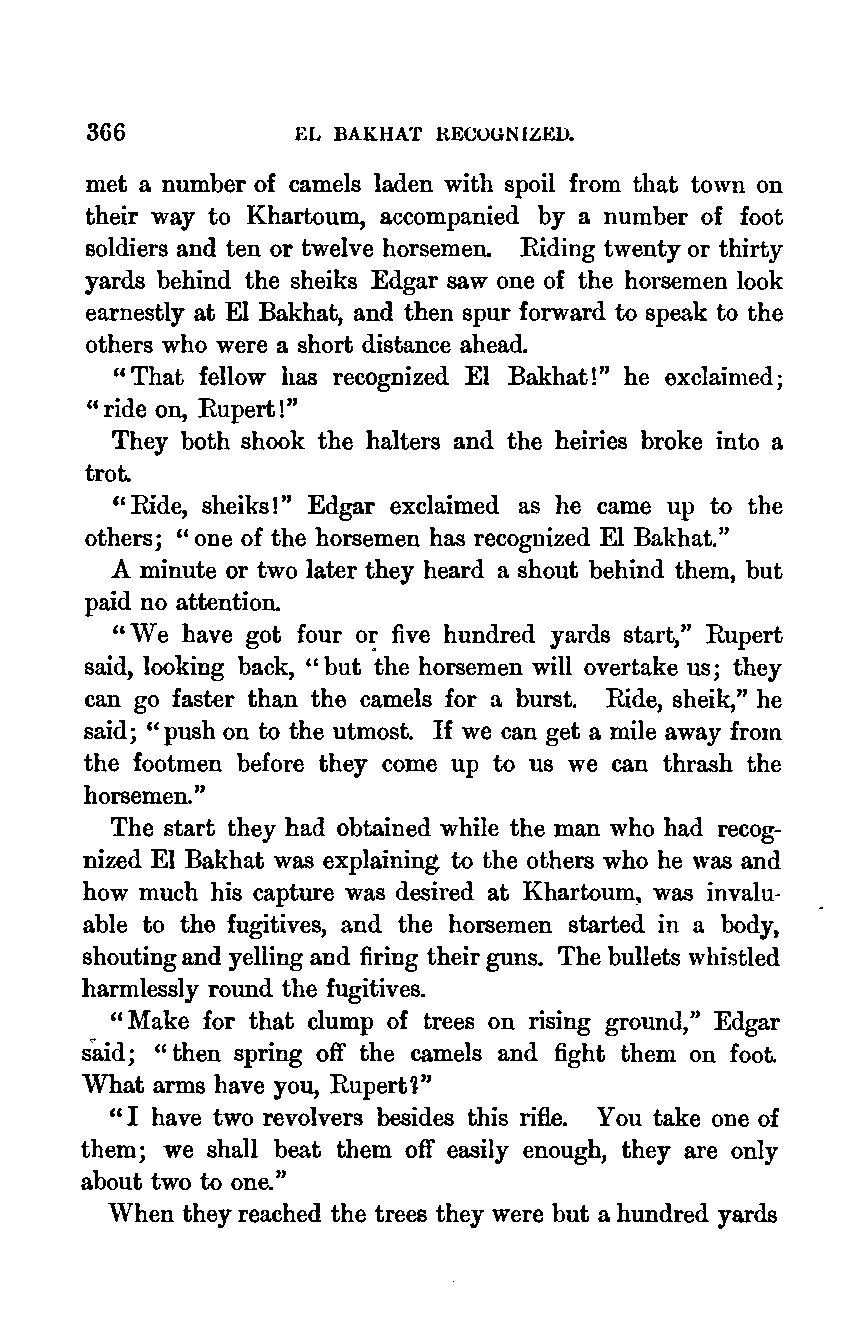 366 EL BAKHAT RECOGNIZED.
met a number of camels laden with spoil from that town on
their way to Khartoum, accompanied by a number of foot
soldiers and ten or twelve horsemen. Riding twenty or thirty
yards behind the sheiks Edgar saw one of the horsemen look
earnestly at El Bakhat, and then spur forward to speak to the
others who were a short distance ahead.
“That fellow has recognized El Bakhat!” he exclaimed;
“ride on, Rupert!”
They both shook the halters and the heiries broke into a
trot.
“Ride, sheiks!” Edgar exclaimed as he came up to the
others; “one of the horsemen has recognized El Bakhat.”
A minute or two later they heard a shout behind them, but
paid no attention.
“We have got four or five hundred yards start,” Rupert
said, looking back, “but the horsemen will overtake us; they
can go faster than the camels for a burst. Ride, sheik,” he
said; “push on to the utmost. If we can get a mile away from
the footmen before they come up to us we can thrash the
horsemen.”
The start they had obtained while the man who had recog-
nized El Bakhat was explaining to the others who he was and
how much his capture was desired at Khartoum, was invalu-
able to the fugitives, and the horsemen started in a body,
shouting and yelling and firing their guns. The bullets whistled
harmlessly round the fugitives.
“Make for that clump of trees on rising ground,” Edgar
said; “then spring off the camels and fight them on foot.
What arms have you, Rupert?”
“I have two revolvers besides this rifle. You take one of
them; we shall beat them off easily enough, they are only
about two to one.”
When they reached the trees they were but a hundred yards